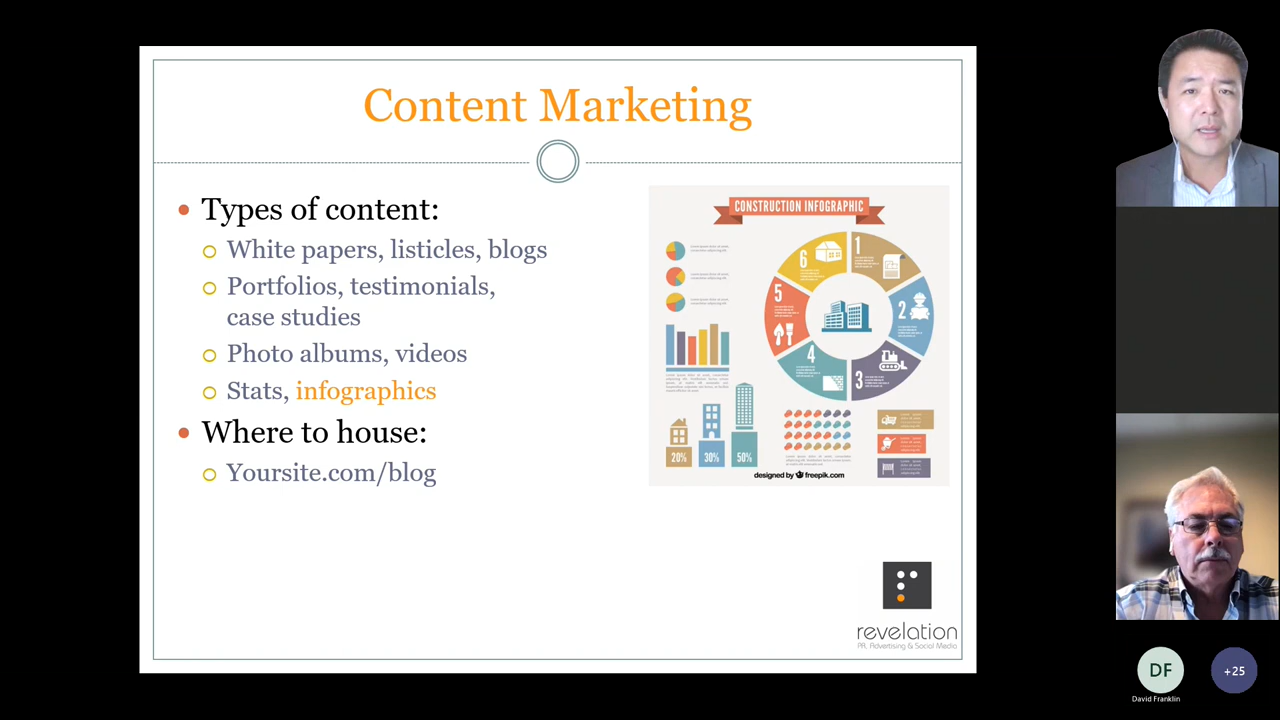 Content Marketing
Types of content:
White papers, listicles, blogs
Portfolios, testimonials,
case studies
Photo albums, videos
Stats, infographics
Where to house:
Yoursite.com/blog
CONSTRUCTION INFOGRAPHIC
1
2
3
4
5
6
20%
30%
50%
designed by freepik.com
revelation
PR, Advertising & Social Media
DF
David Franklin
+25